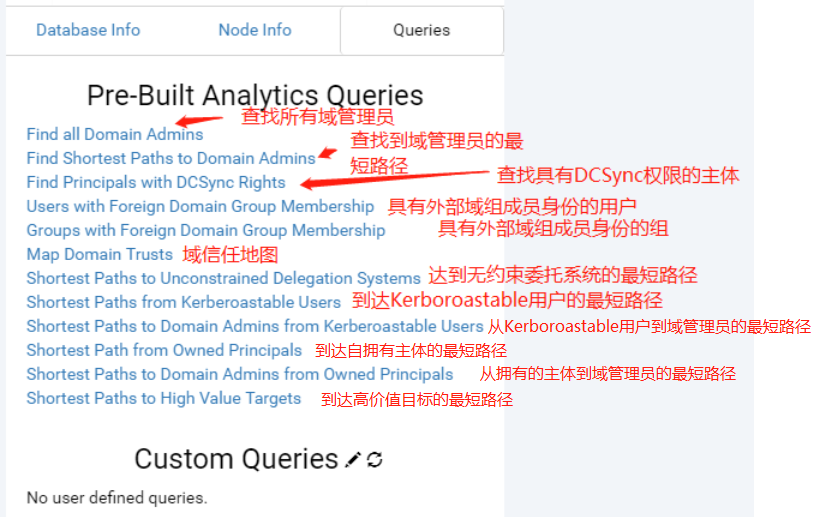 Database Info
Node Info
Queries
Pre-Built Analytics Queries
查找所有域管理员
Find all Domain Admins
查找到域管理员的最
短路径
Find Shortest Paths to Domain Admins
Find Principals with DCSync Rights
查找具有DCSync权限的主体
Users with Foreign Domain Group Membership 具有外部域组成员身份的用户
Groups with Foreign Domain Group Membership 具有外部域组成员身份的组
Map Domain Trusts 域信任地图
Shortest Paths to Unconstrained Delegation Systems 达到无约束委托系统的最短路径
Shortest Paths from Kerberoastable Users 到达Kerboroastable用户的最短路径
Shortest Paths to Domain Admins from Kerberoastable Users 从Kerboroastable用户到域管理员的最短路径
Shortest Path from Owned Principals 到达自拥有主体的最短路径
Shortest Paths to Domain Admins from Owned Principals 从拥有的主体到域管理员的最短路径
Shortest Paths to High Value Targets 到达高价值目标的最短路径
Custom Queries
No user defined queries.